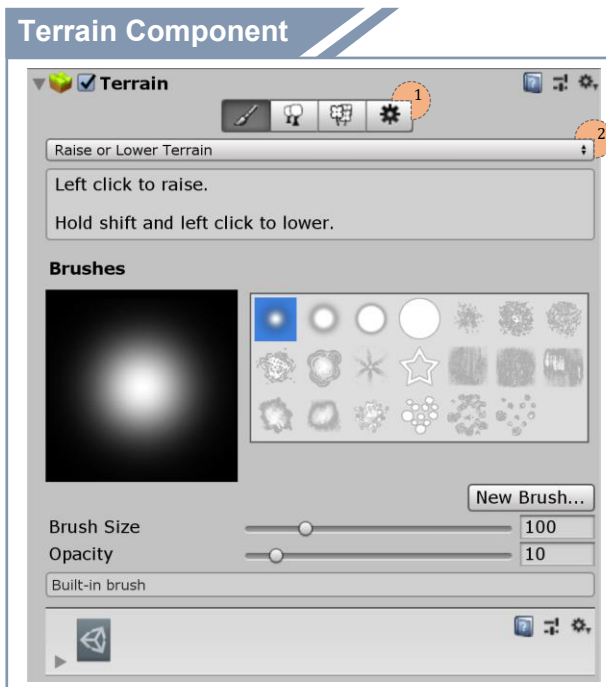 Terrain Component
Terrain
1
Raise or Lower Terrain
2
Left click to raise.
Hold shift and left click to lower.
Brushes
New Brush...
Brush Size 100
Opacity 10
Built-in brush